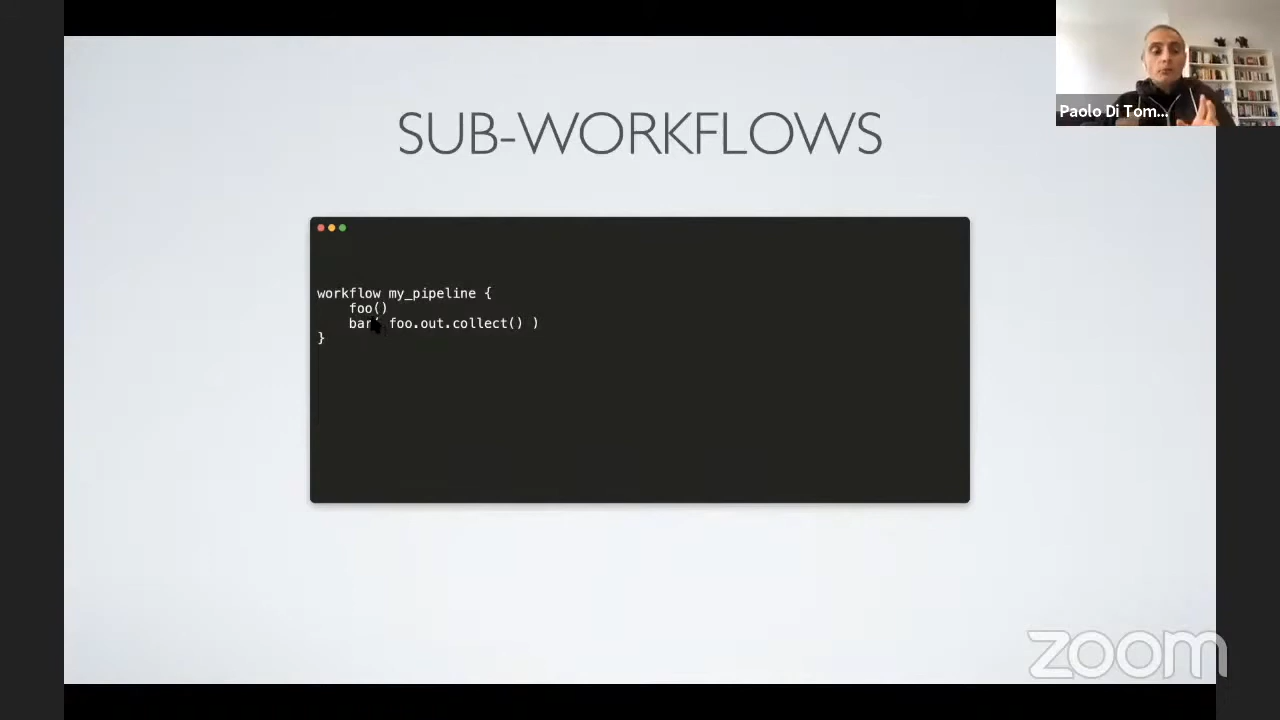 Paolo Di Tom...
SUB-WORKFLOWS
workflow my_pipeline {
    foo()
    bar( foo.out.collect() )
}
zoom